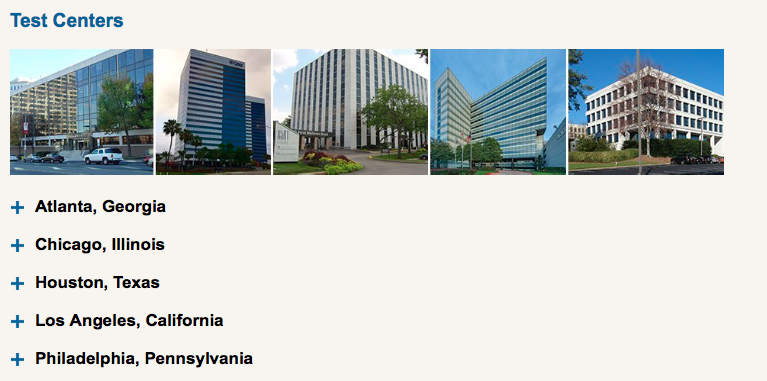 Test Centers
Atlanta, Georgia
Chicago, Illinois
Houston, Texas
Los Angeles, California
Philadelphia, Pennsylvania